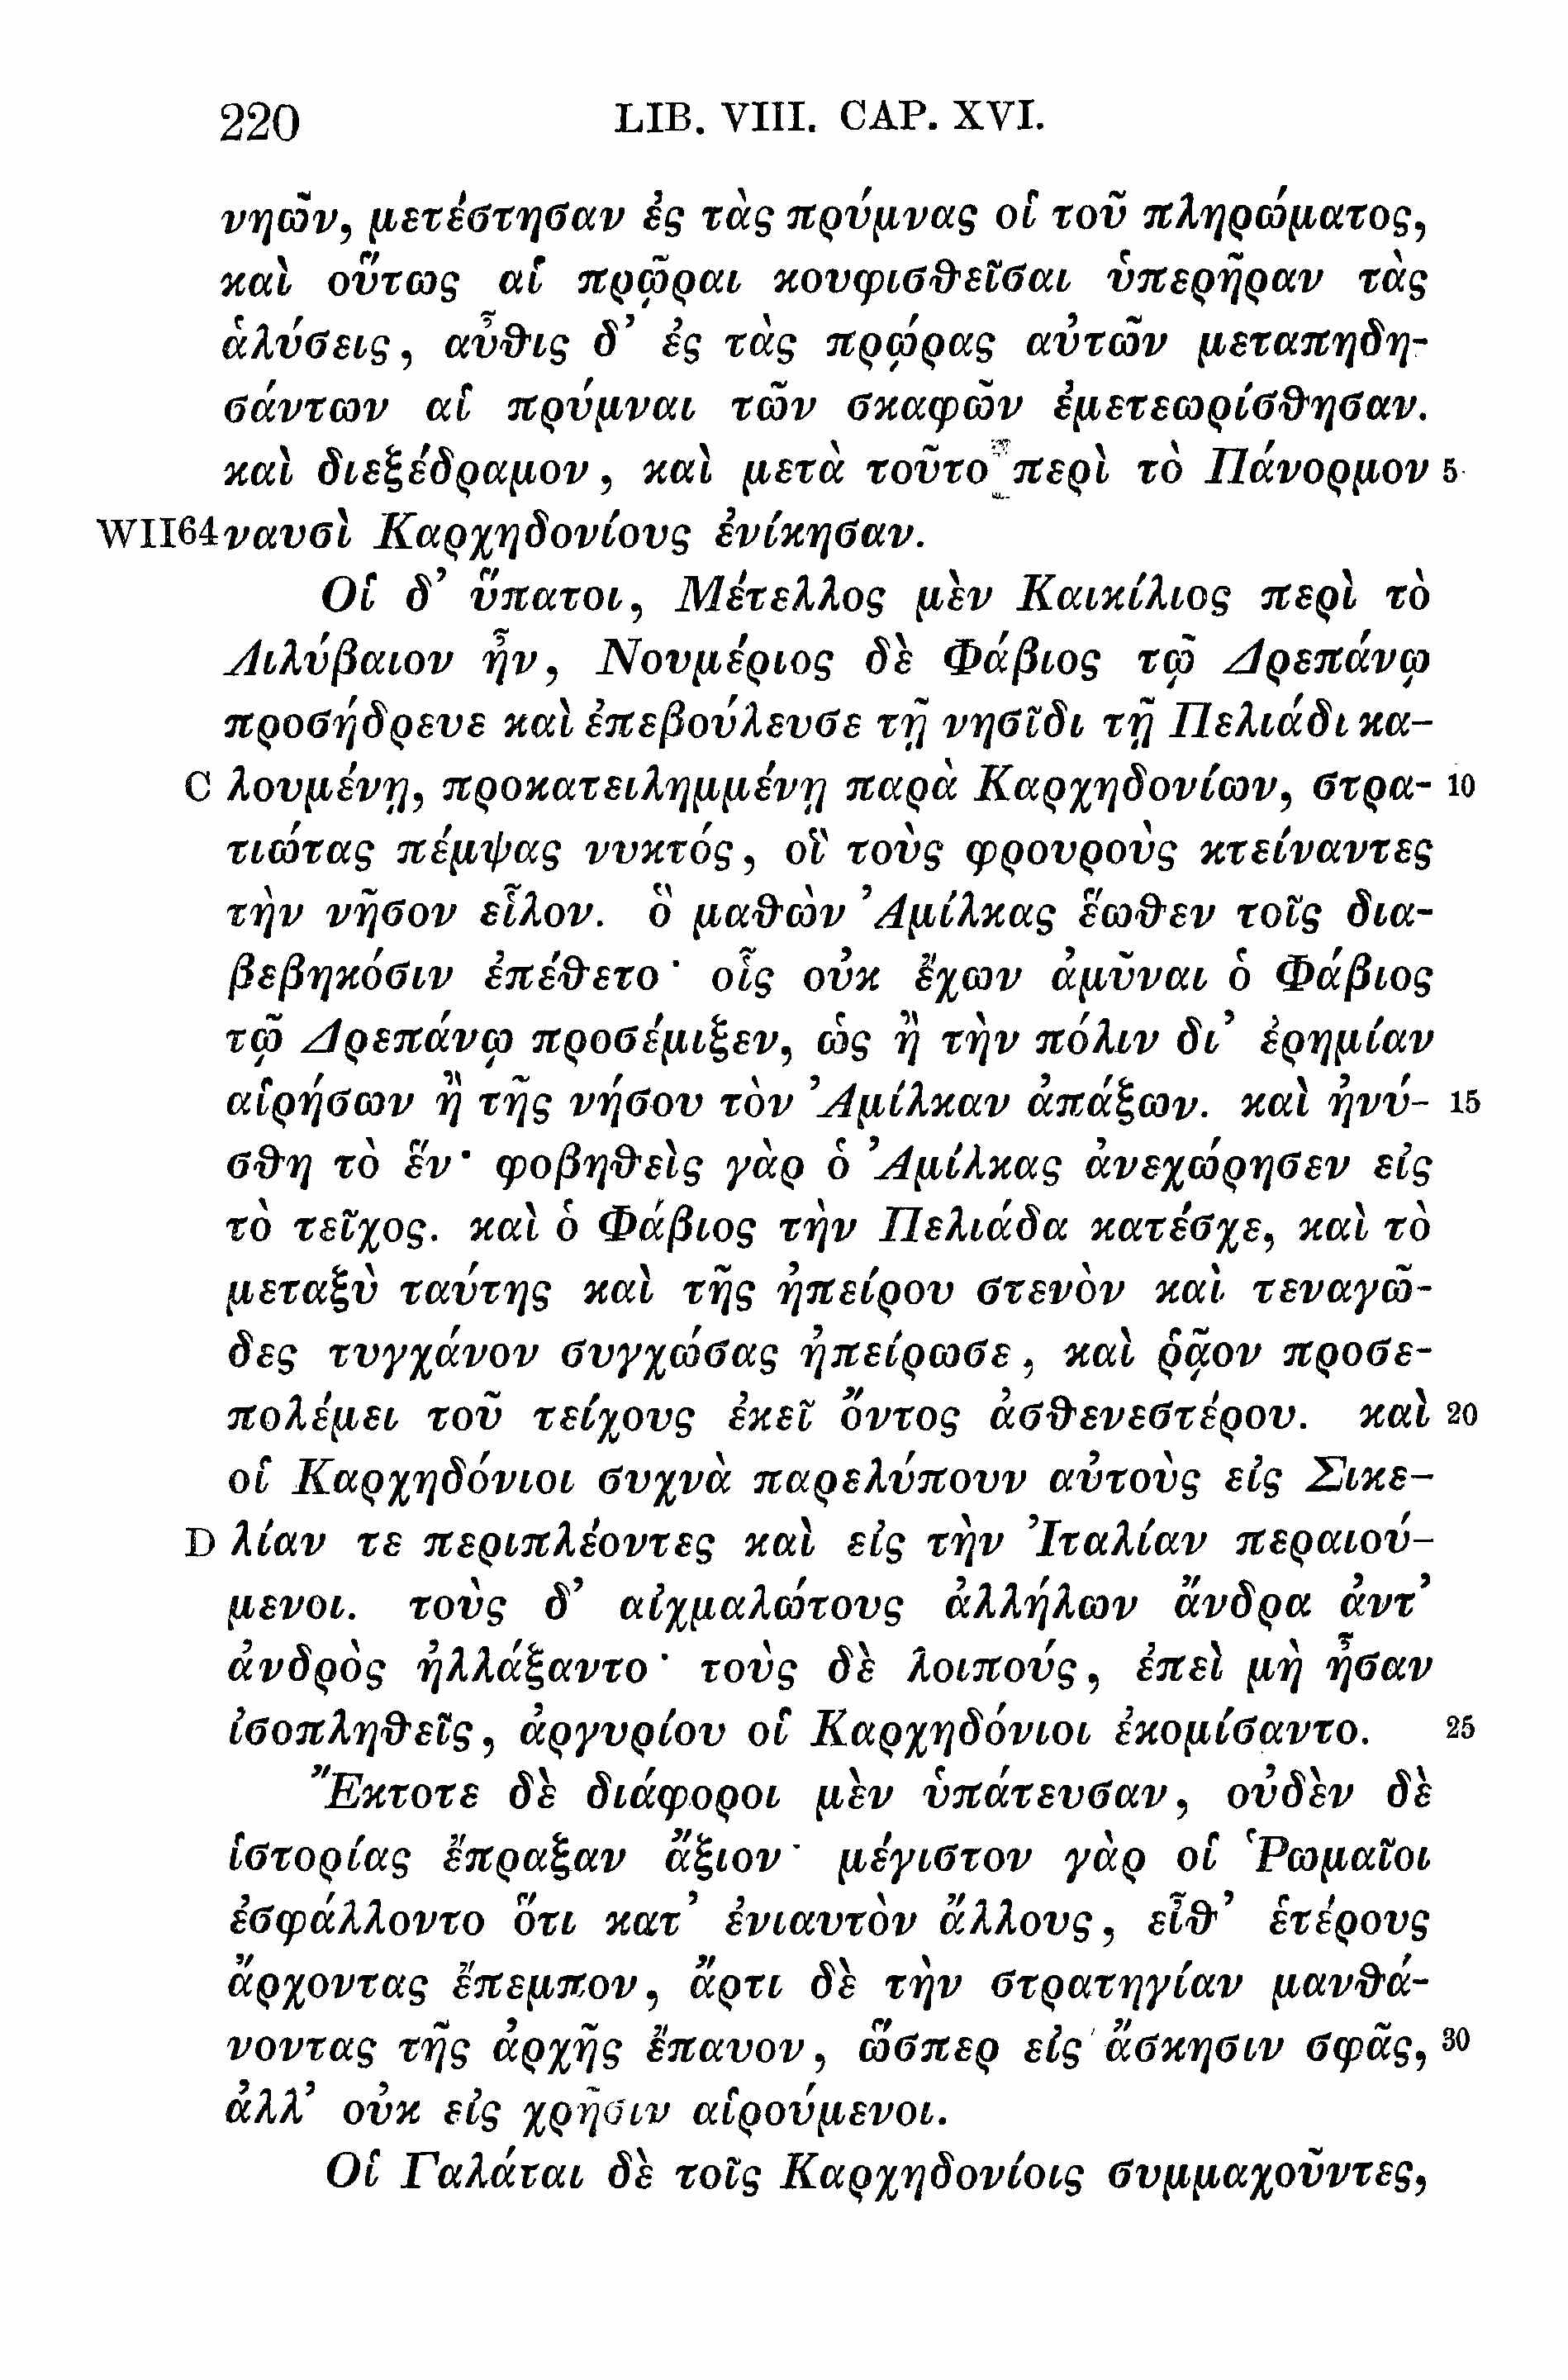 220 LIB. VIII. CAP. XVI.
νηῶν, μετέστησαν ἐς τὰς πρύμνας οἱ τοῦ πληρώματος,
καὶ οὕτως αἱ πρῷραι κουφισθεῖσαι ὑπερῆραν τὰς
ἁλύσεις, αὖθις δ’ ἐς τὰς πρῴρας αὐτῶν μεταπηδη-
σάντων αἱ πρύμναι τῶν σκαφῶν ἐμετεωρίσθησαν.
καὶ διεξέδραμον, καὶ μετὰ τοῦτο περὶ τὸ Πάνορμον 5
WII64 ναυσὶ Καρχηδονίους ἐνίκησαν.
Οἱ δ’ ὕπατοι, Μέτελλος μὲν Καικίλιος περὶ τὸ
Λιλύβαιον ἦν, Νουμέριος δὲ Φάβιος τῷ Δρεπάνῳ
προσήδρευε καὶ ἐπεβούλευσε τῇ νησῖδι τῇ Πελιάδι κα-
C λουμένῃ, προκατειλημμένῃ παρὰ Καρχηδονίων, στρα- 10
τιώτας πέμψας νυκτός, οἳ τοὺς φρουροὺς κτείναντες
τὴν νῆσον εἷλον. ὃ μαθὼν Ἀμίλκας ἕωθεν τοῖς δια-
βεβηκόσιν ἐπέθετο· οἷς οὐκ ἔχων ἀμῦναι ὁ Φάβιος
τῷ Δρεπάνῳ προσέμιξεν, ὡς ἢ τὴν πόλιν δι’ ἐρημίαν
αἱρήσων ἢ τῆς νήσου τὸν Ἀμίλκαν ἀπάξων. καὶ ἠνύ- 15
σθη τὸ ἕν· φοβηθεὶς γὰρ ὁ Ἀμίλκας ἀνεχώρησεν εἰς
τὸ τεῖχος. καὶ ὁ Φάβιος τὴν Πελιάδα κατέσχε, καὶ τὸ
μεταξὺ ταύτης καὶ τῆς ἠπείρου στενὸν καὶ τεναγῶ-
δες τυγχάνον συγχώσας ἠπείρωσε, καὶ ῥᾷον προσε-
πολέμει τοῦ τείχους ἐκεῖ ὄντος ἀσθενεστέρου. καὶ 20
οἱ Καρχηδόνιοι συχνὰ παρελύπουν αὐτοὺς εἰς Σικε-
D λίαν τε περιπλέοντες καὶ εἰς τὴν Ἰταλίαν περαιού-
μενοι. τοὺς δ’ αἰχμαλώτους ἀλλήλων ἄνδρα ἀντ’
ἀνδρὸς ἠλλάξαντο· τοὺς δὲ λοιπούς, ἐπεὶ μὴ ἦσαν
ἰσοπληθεῖς, ἀργυρίου οἱ Καρχηδόνιοι ἐκομίσαντο. 25
Ἔκτοτε δὲ διάφοροι μὲν ὑπάτευσαν, οὐδὲν δὲ
ἱστορίας ἔπραξαν ἄξιον· μέγιστον γὰρ οἱ Ῥωμαῖοι
ἐσφάλλοντο ὅτι κατ’ ἐνιαυτὸν ἄλλους, εἶθ’ ἑτέρους
ἄρχοντας ἔπεμπον, ἄρτι δὲ τὴν στρατηγίαν μανθά-
νοντας τῆς ἀρχῆς ἔπαυον, ὥσπερ εἰς ἄσκησιν σφᾶς, 30
ἀλλ’ οὐκ εἰς χρῆσιν αἱρούμενοι.
Οἱ Γαλάται δὲ τοῖς Καρχηδονίοις συμμαχοῦντες,